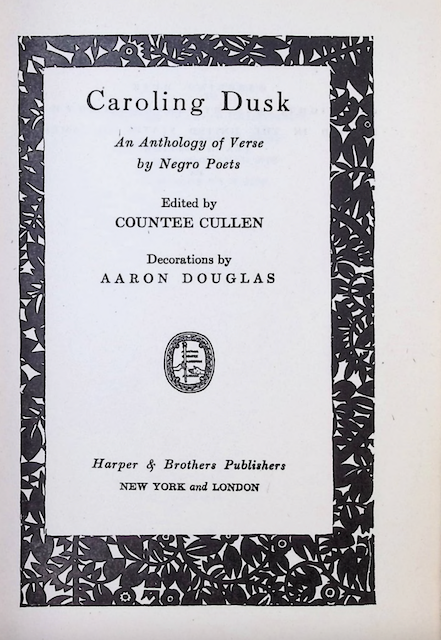 Caroling Dusk
An Anthology of Verse
by Negro Poets
Edited by
COUNTEE CULLEN
Decorations by
AARON DOUGLAS
Harper & Brothers Publishers
NEW YORK and LONDON